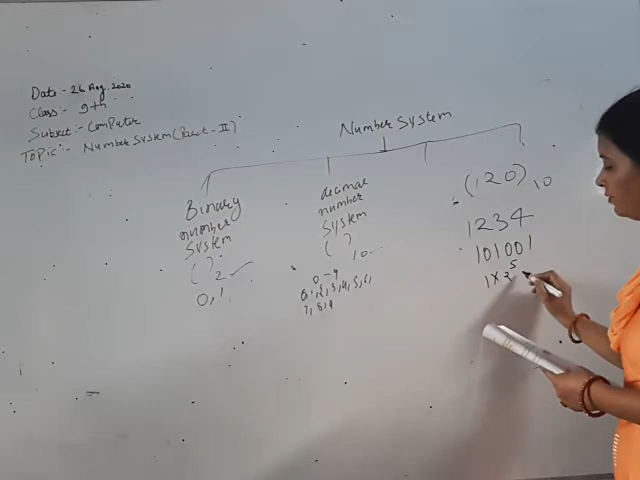 Date:- 26 Aug. 2020
Class:- 9th
Subject:- Computer
Topic:- Number System (Part-II)
Number System
Binary
number
System
( ) 2
0, 1
decimal
number
System
( ) 10
0-9
0, 1, 2, 3, 4, 5, 6,
7, 8, 9
(120) 10
1234
101001
1 x 2^5